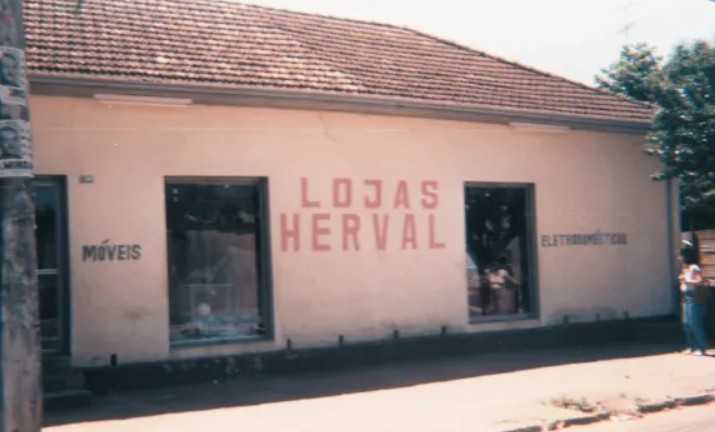 LOJAS
HERVAL
MÓVEIS
ELETRODOMÉSTICOS